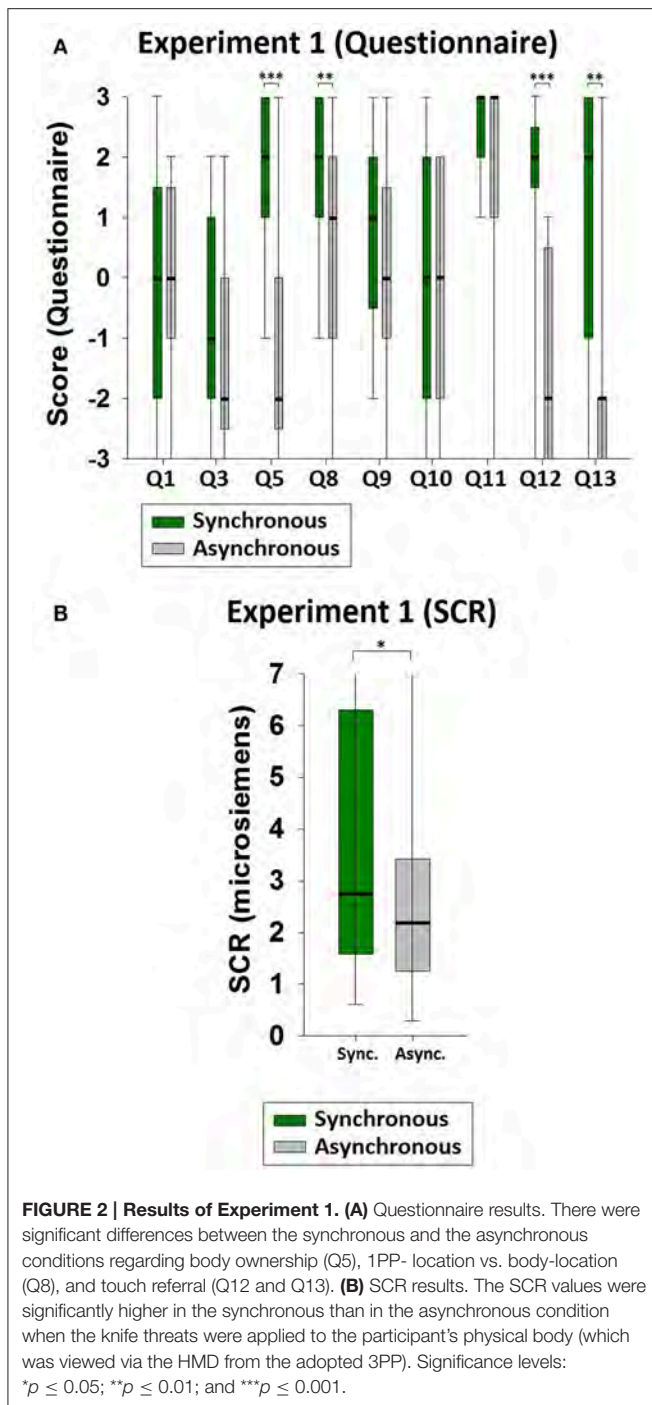 A
Experiment 1 (Questionnaire)
*** ** *** **
Score (Questionnaire)
3
2
1
0
-1
-2
-3
Q1 Q3 Q5 Q8 Q9 Q10 Q11 Q12 Q13
Synchronous
Asynchronous
B
Experiment 1 (SCR)
*
SCR (microsiemens)
7
6
5
4
3
2
1
0
Sync. Async.
Synchronous
Asynchronous
FIGURE 2 | Results of Experiment 1. (A) Questionnaire results. There were
significant differences between the synchronous and the asynchronous
conditions regarding body ownership (Q5), 1PP- location vs. body-location
(Q8), and touch referral (Q12 and Q13). (B) SCR results. The SCR values were
significantly higher in the synchronous than in the asynchronous condition
when the knife threats were applied to the participant's physical body (which
was viewed via the HMD from the adopted 3PP). Significance levels:
*p ≤ 0.05; **p ≤ 0.01; and ***p ≤ 0.001.